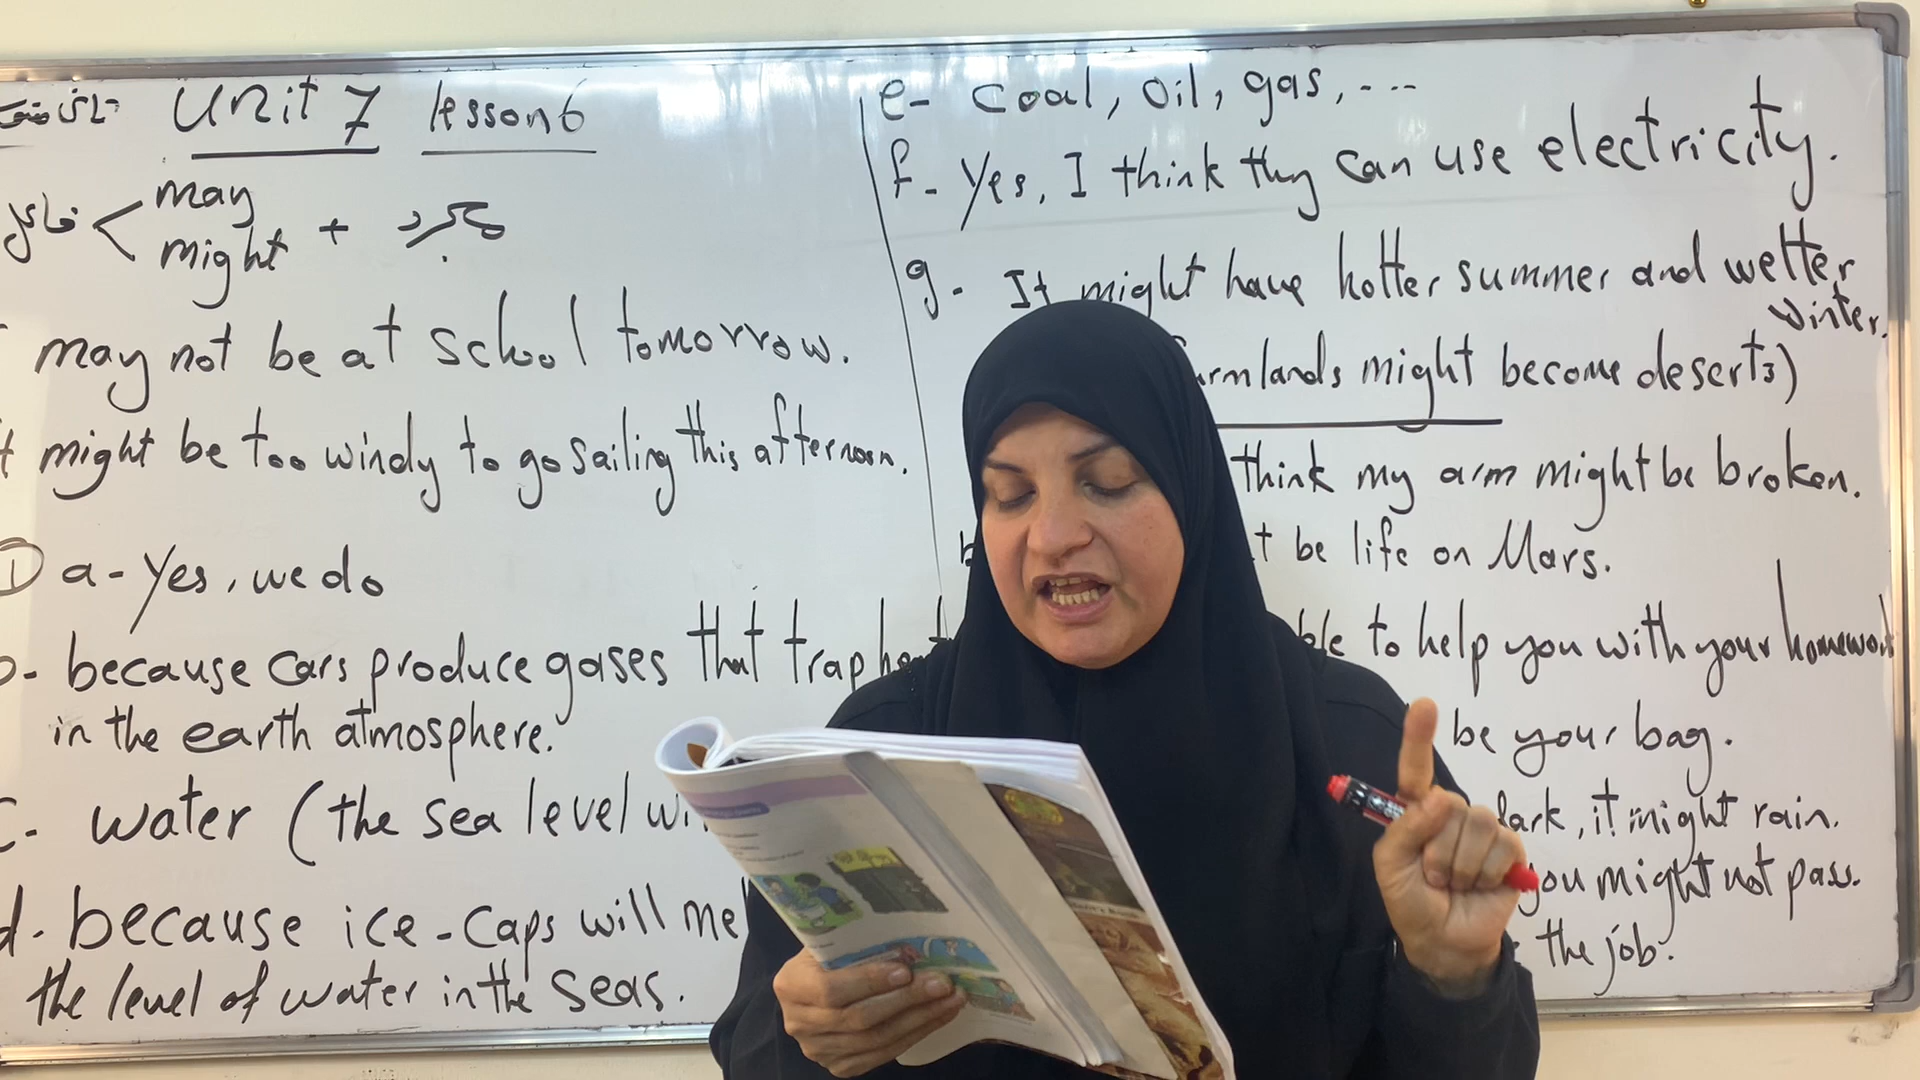 Unit 7 lesson 6
فاعل < may might + مجرد
may not be at school tomorrow.
might be too windy to go sailing this afternoon.
1 a- Yes, we do
because cars produce gases that trap
in the earth atmosphere.
c- water (the sea level
d- because ice-caps will
the level of water in the seas.
e- coal, oil, gas, ....
f- Yes, I think thy can use electricity.
g- It might have hotter summer and wetter
winter.
might become deserts)
think my arm might be broken.
be life on Mars.
to help you with your
be your bag.
, it might rain.
you might not pass.
the job.